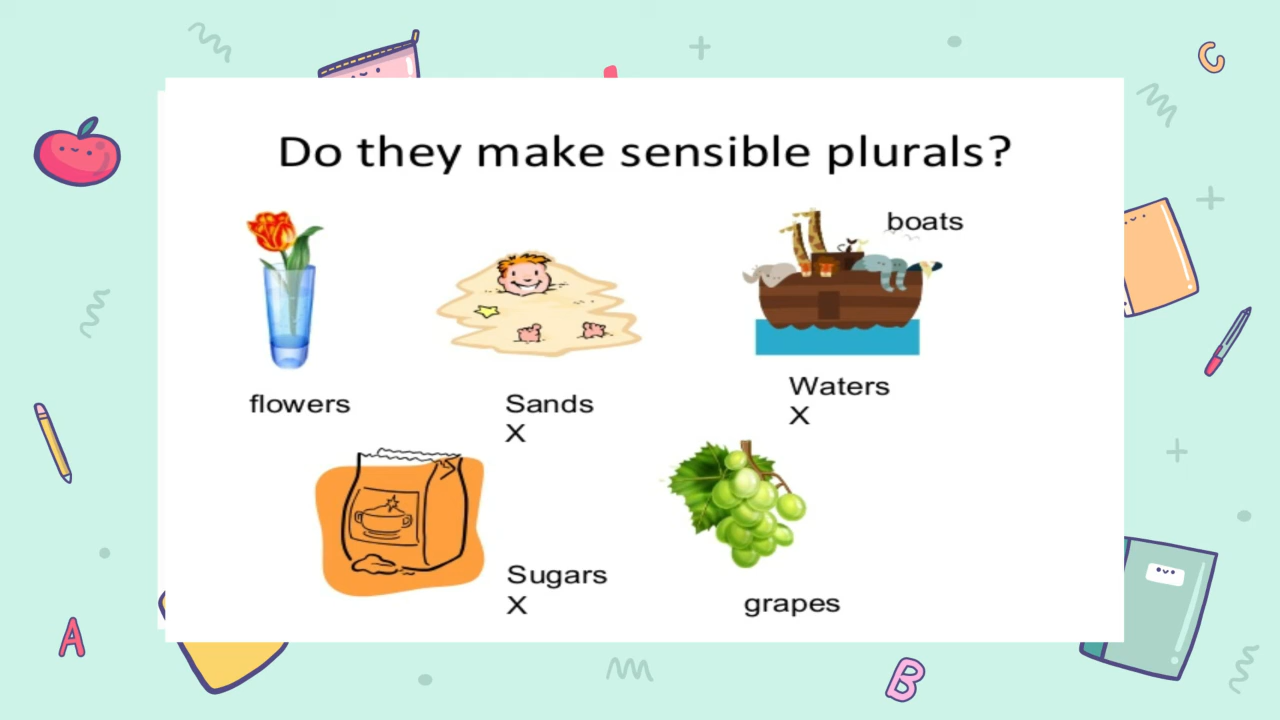 Do they make sensible plurals?
boats
flowers
Sands
X
Waters
X
Sugars
X
grapes
C
A
B